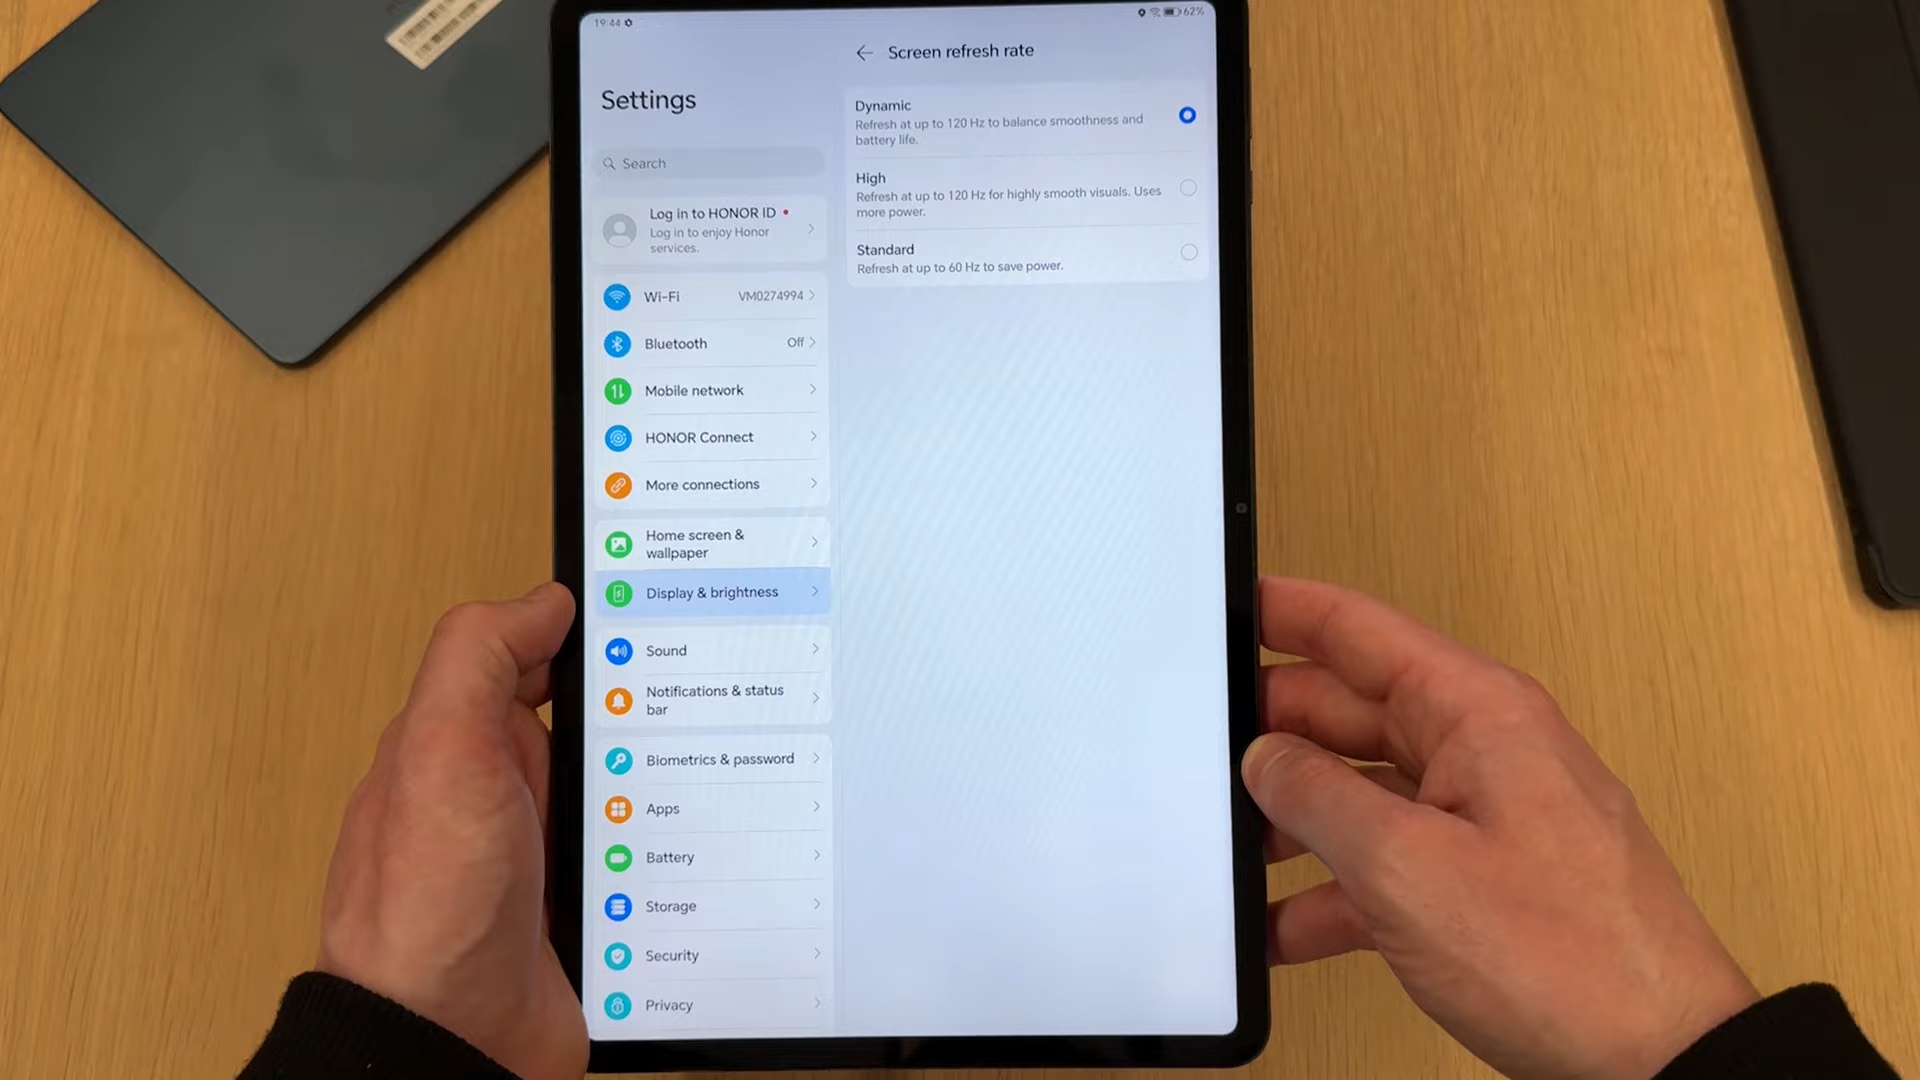 19:44
62%
Settings
Search
Log in to HONOR ID
Log in to enjoy Honor
services.
Wi-Fi VM0274994
Bluetooth Off
Mobile network
HONOR Connect
More connections
Home screen &
wallpaper
Display & brightness
Sound
Notifications & status
bar
Biometrics & password
Apps
Battery
Storage
Security
Privacy
Screen refresh rate
Dynamic
Refresh at up to 120 Hz to balance smoothness and
battery life.
High
Refresh at up to 120 Hz for highly smooth visuals. Uses
more power.
Standard
Refresh at up to 60 Hz to save power.